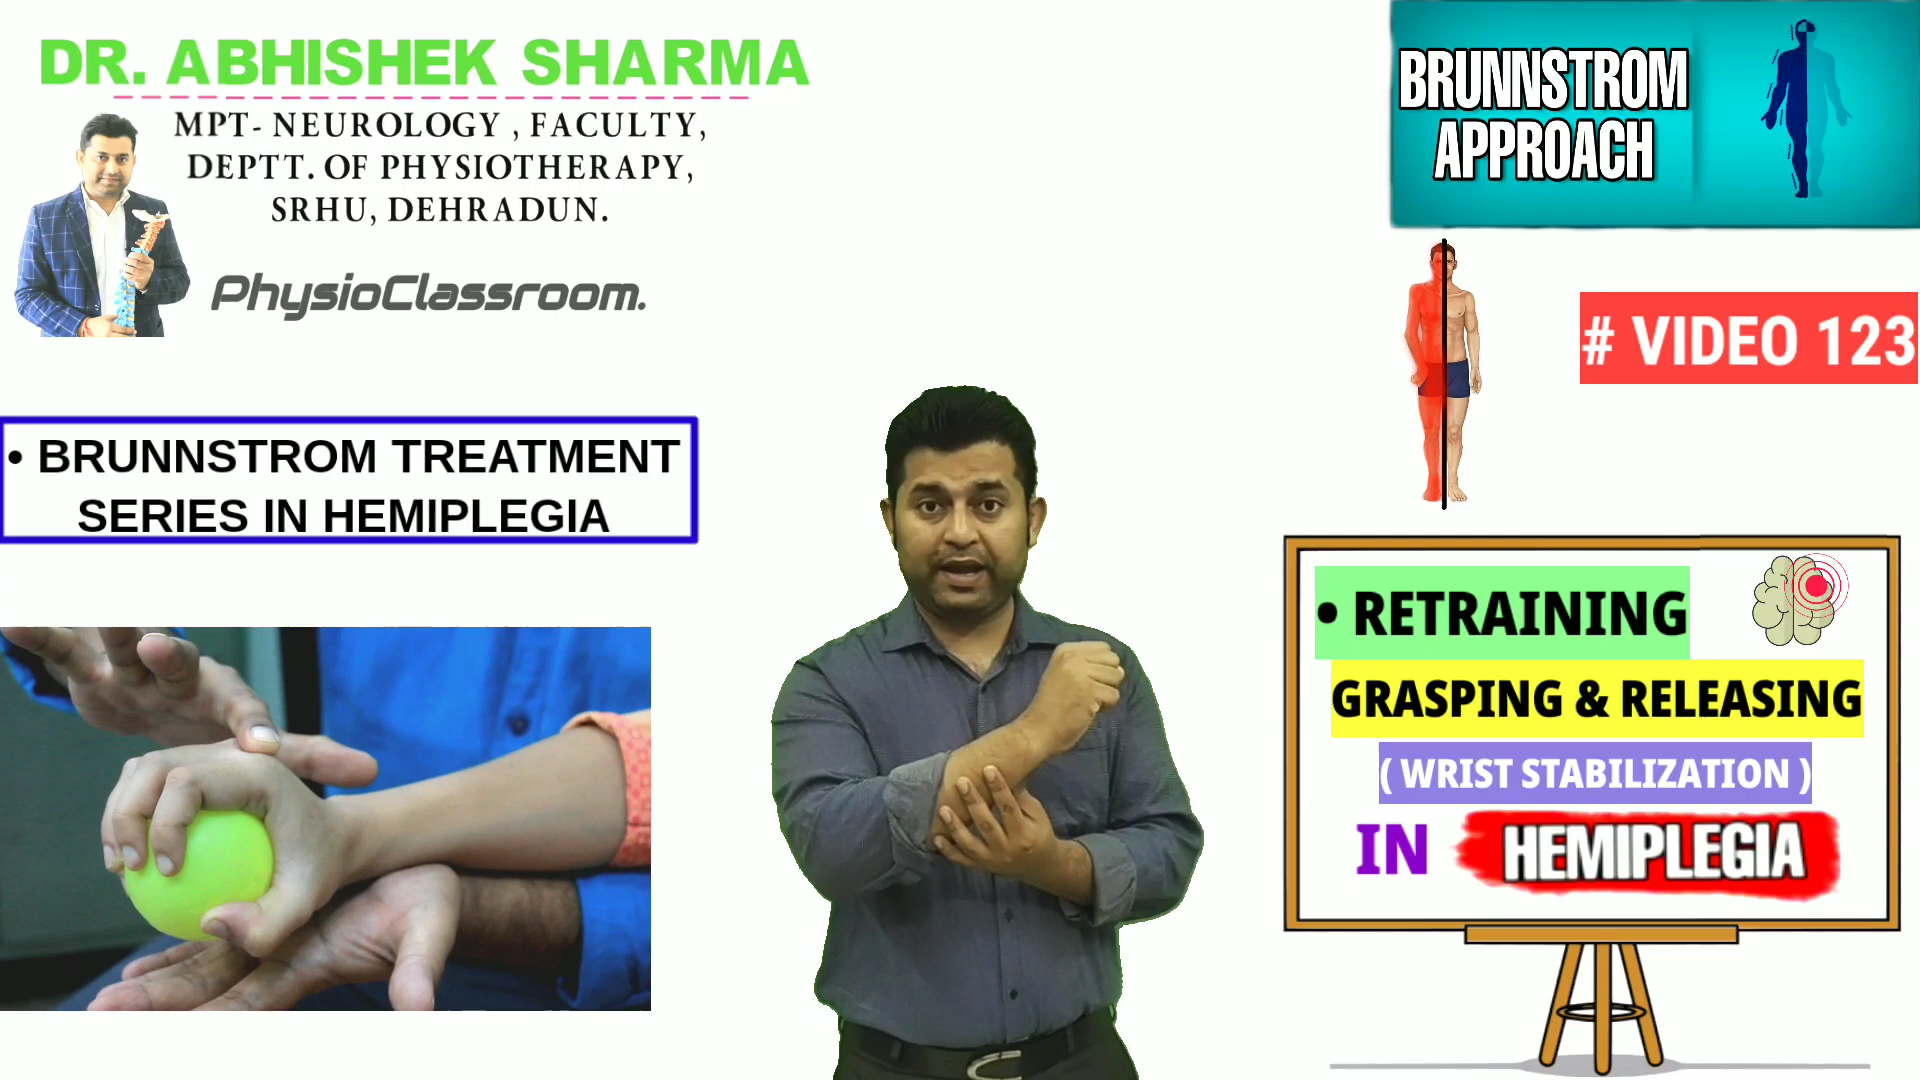 DR. ABHISHEK SHARMA
MPT- NEUROLOGY , FACULTY,
DEPTT. OF PHYSIOTHERAPY,
SRHU, DEHRADUN.
PhysioClassroom.
BRUNNSTROM
APPROACH
# VIDEO 123
• BRUNNSTROM TREATMENT
SERIES IN HEMIPLEGIA
• RETRAINING
GRASPING & RELEASING
( WRIST STABILIZATION )
IN HEMIPLEGIA